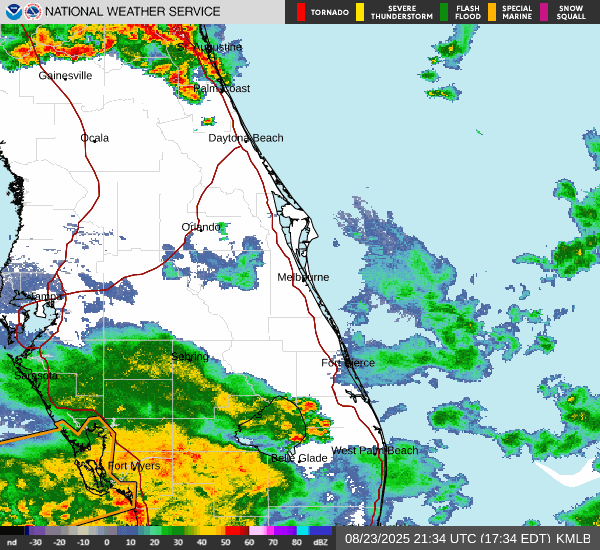 NATIONAL WEATHER SERVICE
TORNADO
SEVERE THUNDERSTORM
FLASH FLOOD
SPECIAL MARINE
SNOW SQUALL
St. Augustine
Gainesville
Palm Coast
Ocala
Daytona Beach
Orlando
Melbourne
Tampa
Sebring
Fort Pierce
Sarasota
West Palm Beach
Belle Glade
Fort Myers
nd -30 -20 -10 0 10 20 30 40 50 60 70 80 dBZ
08/23/2025 21:34 UTC (17:34 EDT) KMLB